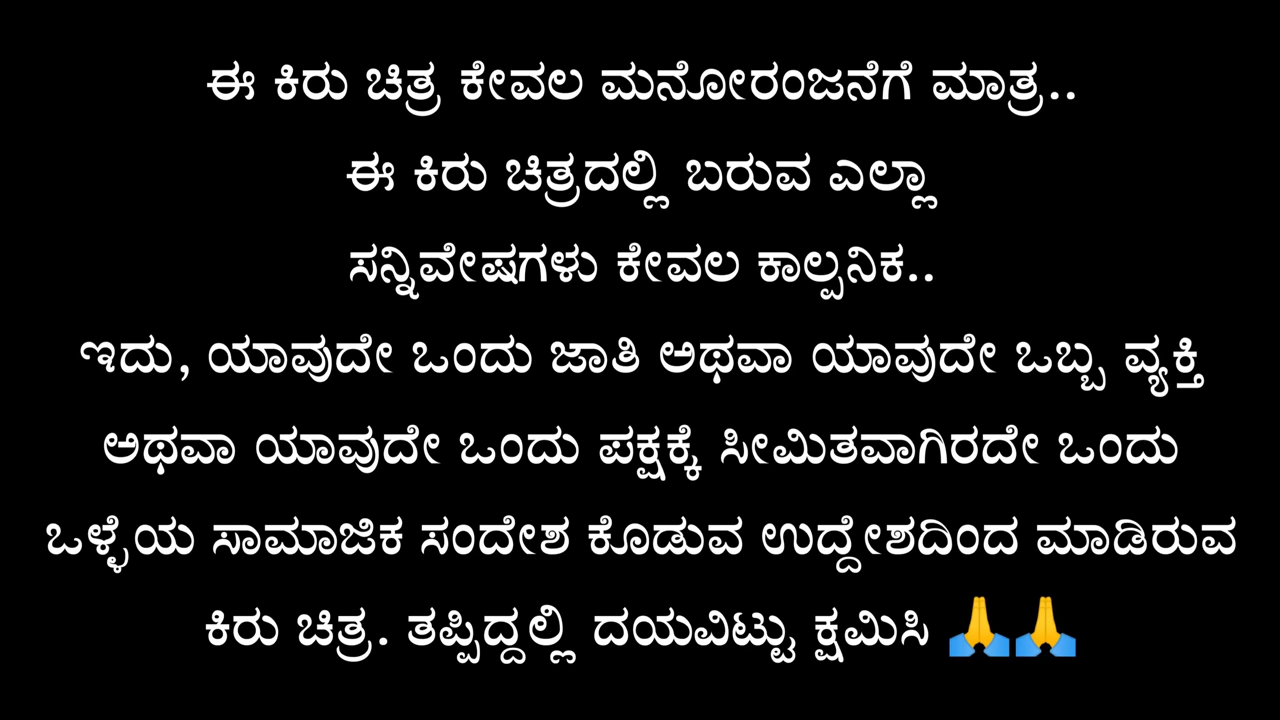 ಈ ಕಿರು ಚಿತ್ರ ಕೇವಲ ಮನೋರಂಜನೆಗೆ ಮಾತ್ರ..
ಈ ಕಿರು ಚಿತ್ರದಲ್ಲಿ ಬರುವ ಎಲ್ಲಾ
ಸನ್ನಿವೇಷಗಳು ಕೇವಲ ಕಾಲ್ಪನಿಕ..
ಇದು, ಯಾವುದೇ ಒಂದು ಜಾತಿ ಅಥವಾ ಯಾವುದೇ ಒಬ್ಬ ವ್ಯಕ್ತಿ
ಅಥವಾ ಯಾವುದೇ ಒಂದು ಪಕ್ಷಕ್ಕೆ ಸೀಮಿತವಾಗಿರದೇ ಒಂದು
ಒಳ್ಳೆಯ ಸಾಮಾಜಿಕ ಸಂದೇಶ ಕೊಡುವ ಉದ್ದೇಶದಿಂದ ಮಾಡಿರುವ
ಕಿರು ಚಿತ್ರ. ತಪ್ಪಿದ್ದಲ್ಲಿ ದಯವಿಟ್ಟು ಕ್ಷಮಿಸಿ 🙏🙏